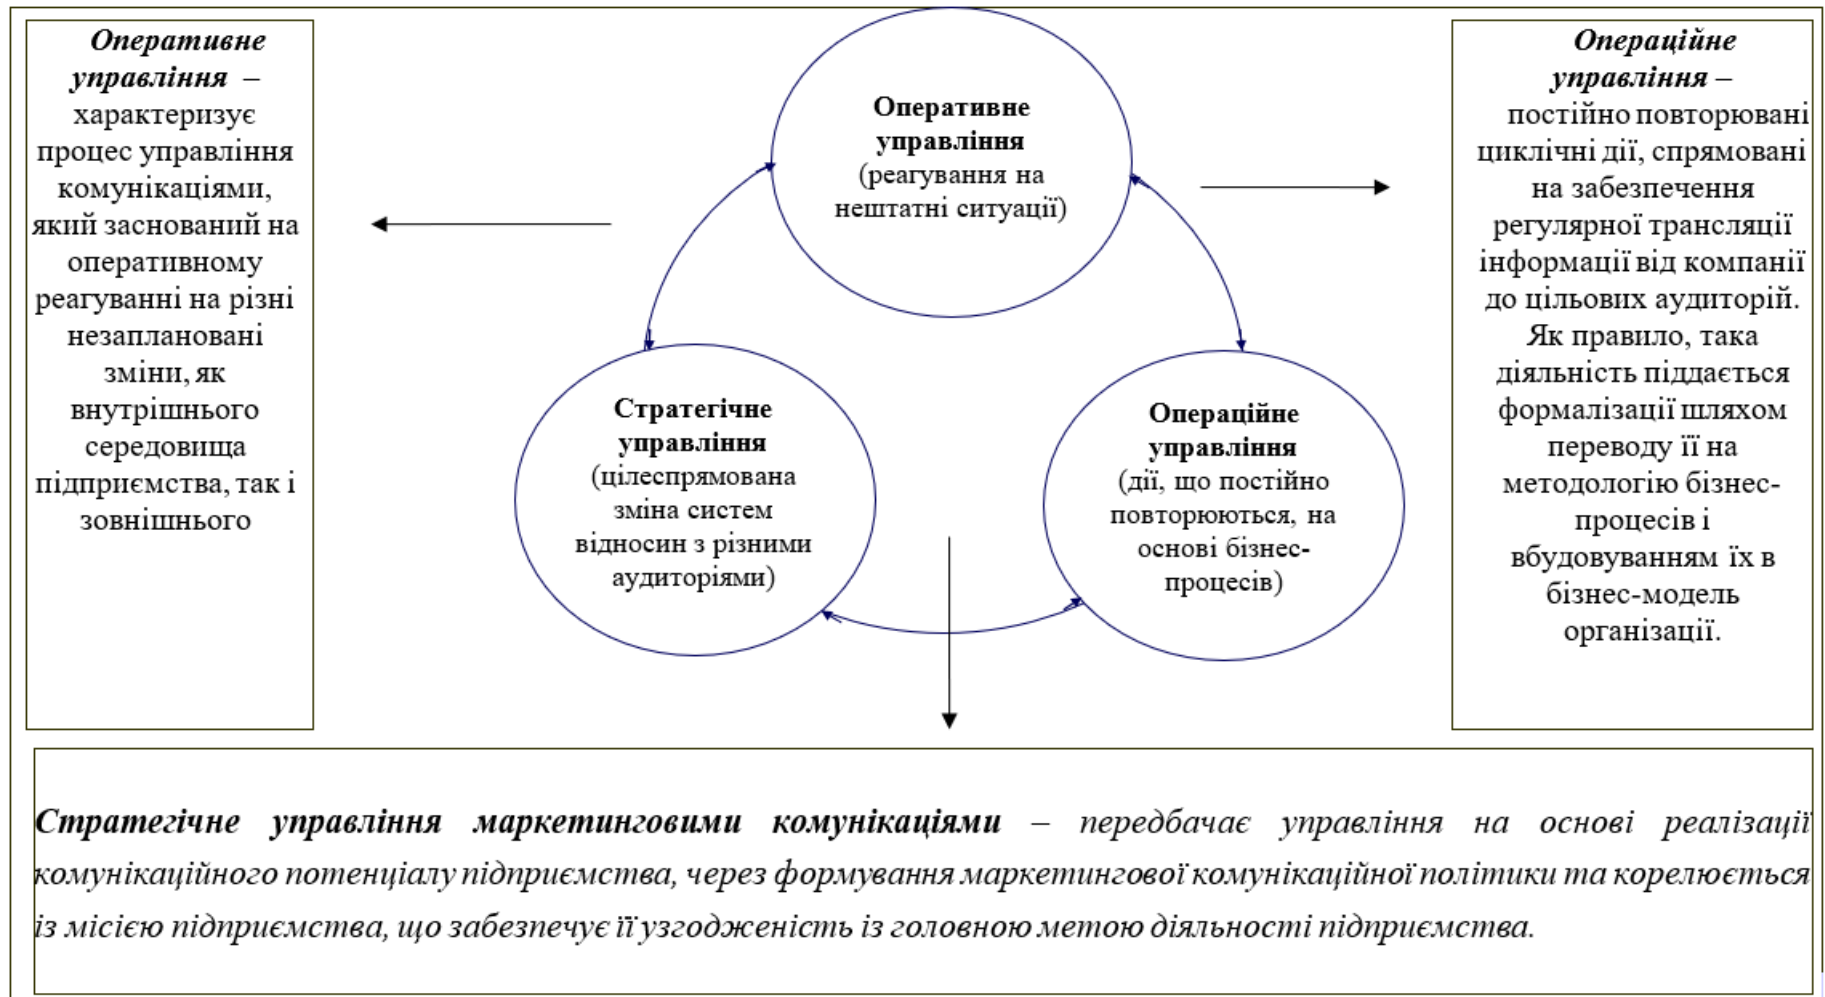 Оперативне
управління –
характеризує
процес управління
комунікаціями,
який заснований на
оперативному
реагуванні на різні
незаплановані
зміни, як
внутрішнього
середовища
підприємства, так і
зовнішнього
Оперативне
управління
(реагування на
нештатні ситуації)
Стратегічне
управління
(цілеспрямована
зміна систем
відносин з різними
аудиторіями)
Операційне
управління
(дії, що постійно
повторюються, на
основі бізнес-
процесів)
Операційне
управління –
постійно повторювані
циклічні дії, спрямовані
на забезпечення
регулярної трансляції
інформації від компанії
до цільових аудиторій.
Як правило, така
діяльність піддається
формалізації шляхом
переводу її на
методологію бізнес-
процесів і
вбудовуванням їх в
бізнес-модель
організації.
Стратегічне управління маркетинговими комунікаціями – передбачає управління на основі реалізації
комунікаційного потенціалу підприємства, через формування маркетингової комунікаційної політики та корелюється
із місією підприємства, що забезпечує її узгодженість із головною метою діяльності підприємства.